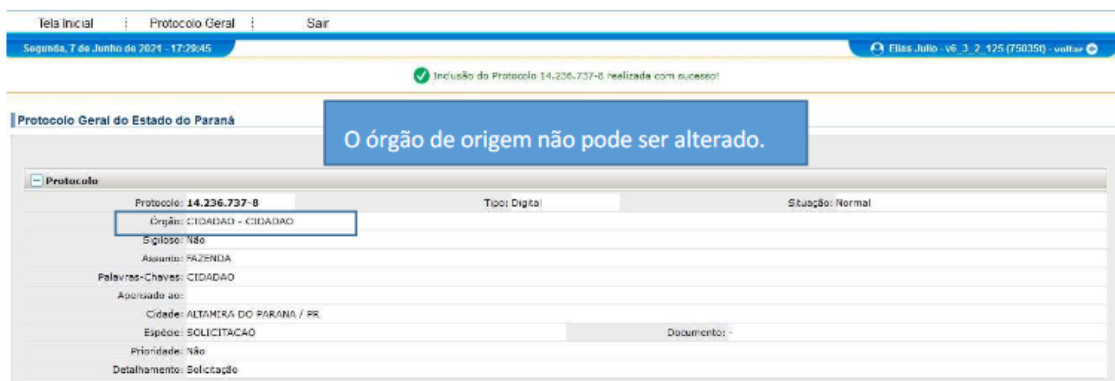 Tela Inicial Protocolo Geral Sair
Segunda, 7 de Junho de 2021 - 17:29:45 Elias Julio - v6_3_2_125 (75035t) - voltar
Inclusão do Protocolo 14.236.737-8 realizada com sucesso!
Protocolo Geral do Estado do Paraná
O órgão de origem não pode ser alterado.
Protocolo
Protocolo: 14.236.737-8 Tipo: Digital Situação: Normal
Órgão: CIDADAO - CIDADAO
Sigiloso: Não
Assunto: FAZENDA
Palavras-Chaves: CIDADAO
Apensado ao:
Cidade: ALTAMIRA DO PARANA / PR
Espécie: SOLICITACAO Documento: -
Prioridade: Não
Detalhamento: Solicitação